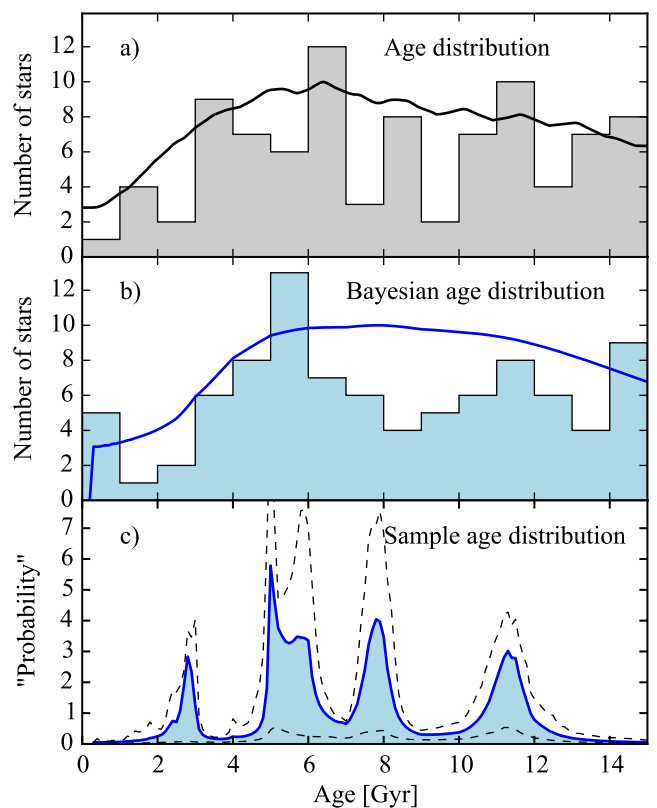 a) Age distribution
Number of stars
12
10
8
6
4
2
0
b) Bayesian age distribution
Number of stars
12
10
8
6
4
2
0
c) Sample age distribution
"Probability"
7
6
5
4
3
2
1
0
0 2 4 6 8 10 12 14
Age [Gyr]